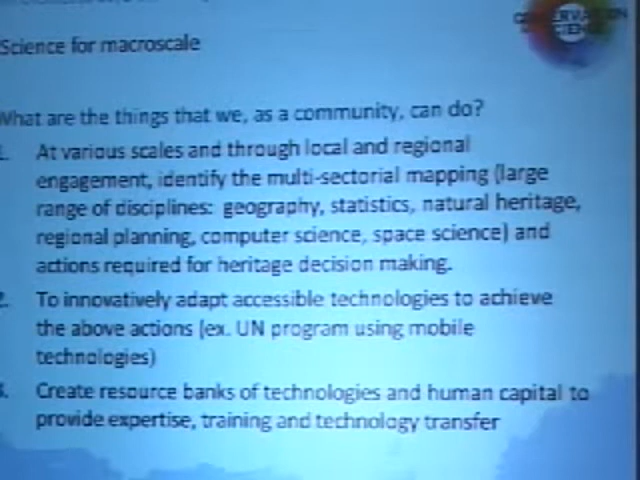 Science for macroscale
CONSERVATION
SCIENCE
What are the things that we, as a community, can do?
At various scales and through local and regional
engagement, identify the multi-sectorial mapping (large
range of disciplines: geography, statistics, natural heritage,
regional planning, computer science, space science) and
actions required for heritage decision making.
2. To innovatively adapt accessible technologies to achieve
the above actions (ex. UN program using mobile
technologies)
Create resource banks of technologies and human capital to
provide expertise, training and technology transfer